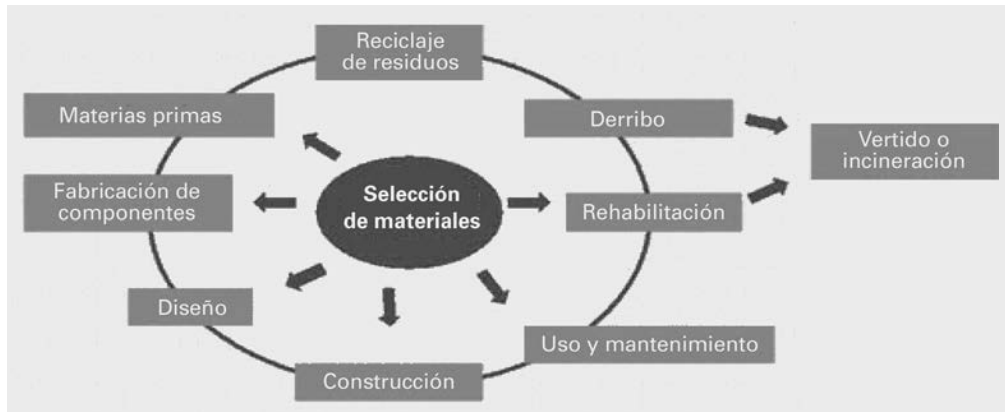 Reciclaje
de residuos
Materias primas
Derribo
Vertido o
incineración
Fabricación de
componentes
Selección
de materiales
Rehabilitación
Diseño
Uso y mantenimiento
Construcción